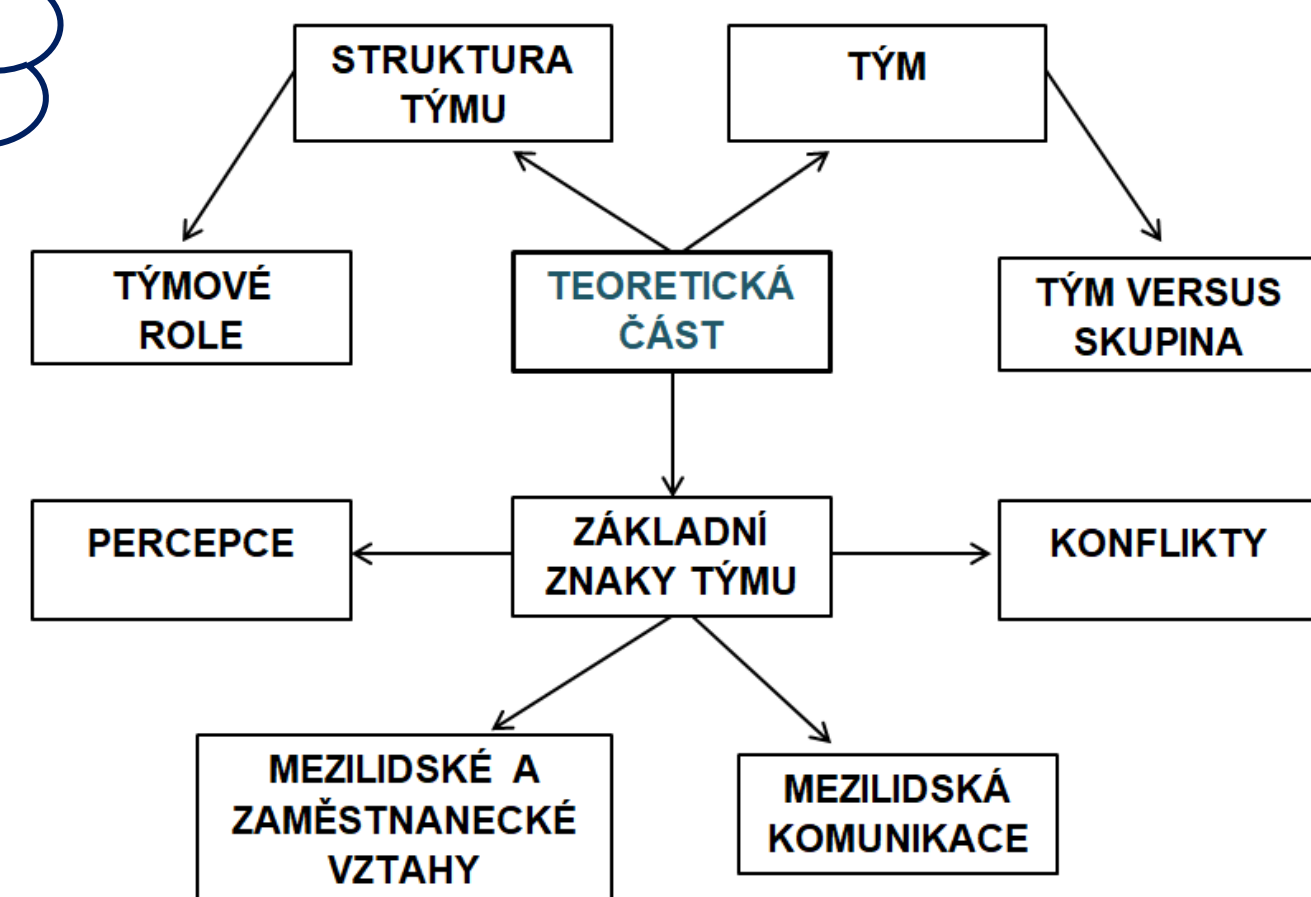 STRUKTURA
TÝMU
TÝM
TÝMOVÉ
ROLE
TEORETICKÁ
ČÁST
TÝM VERSUS
SKUPINA
PERCEPCE
ZÁKLADNÍ
ZNAKY TÝMU
KONFLIKTY
MEZILIDSKÉ A
ZAMĚSTNANECKÉ
VZTAHY
MEZILIDSKÁ
KOMUNIKACE